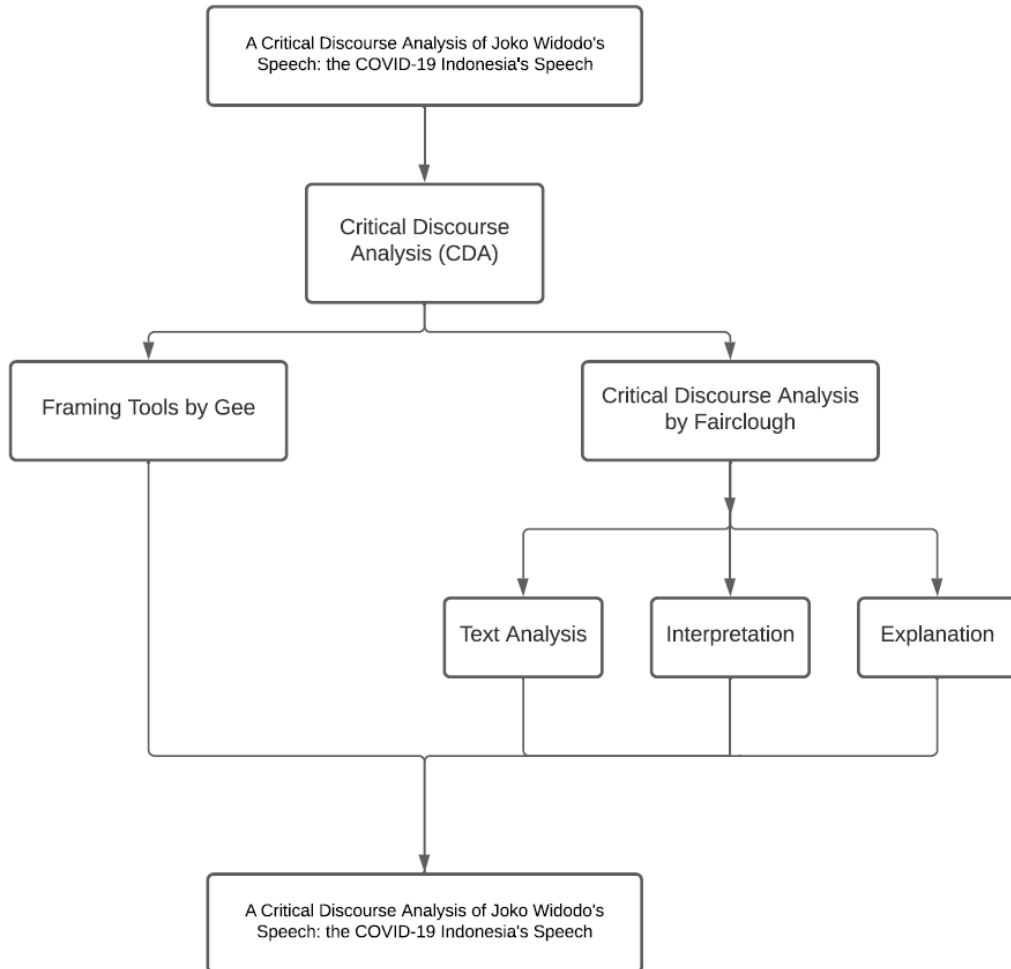 A Critical Discourse Analysis of Joko Widodo's
Speech: the COVID-19 Indonesia's Speech
Critical Discourse
Analysis (CDA)
Framing Tools by Gee
Critical Discourse Analysis
by Fairclough
Text Analysis
Interpretation
Explanation
A Critical Discourse Analysis of Joko Widodo's
Speech: the COVID-19 Indonesia's Speech